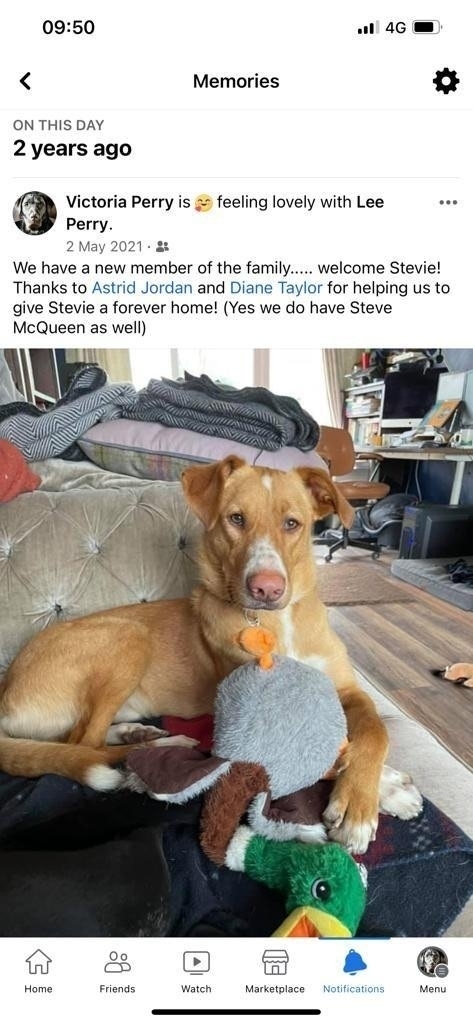 09:50
4G
Memories
ON THIS DAY
2 years ago
Victoria Perry is 🥰 feeling lovely with Lee
Perry.
2 May 2021 ·
We have a new member of the family..... welcome Stevie!
Thanks to Astrid Jordan and Diane Taylor for helping us to
give Stevie a forever home! (Yes we do have Steve
McQueen as well)
Home Friends Watch Marketplace Notifications Menu